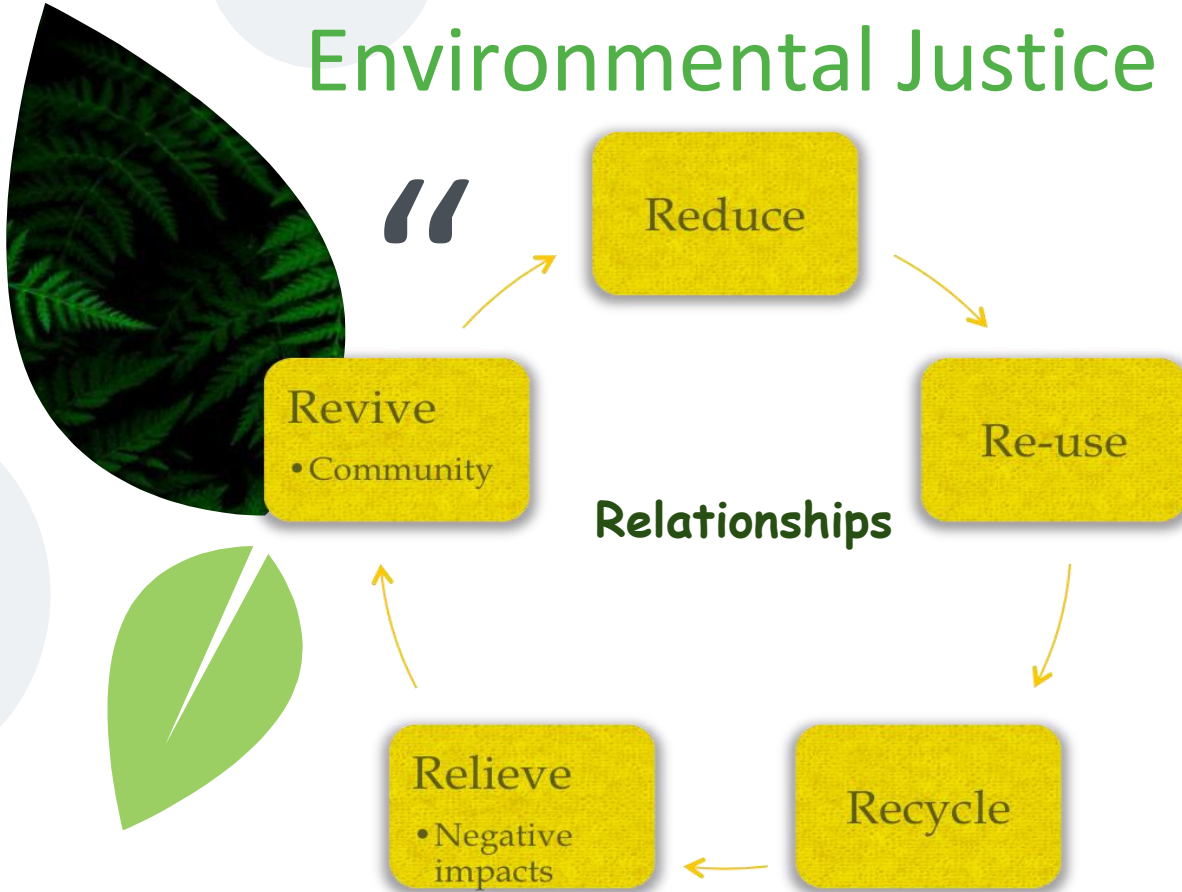 Environmental Justice
“
Reduce
Re-use
Recycle
Relieve
•Negative
impacts
Revive
•Community
Relationships